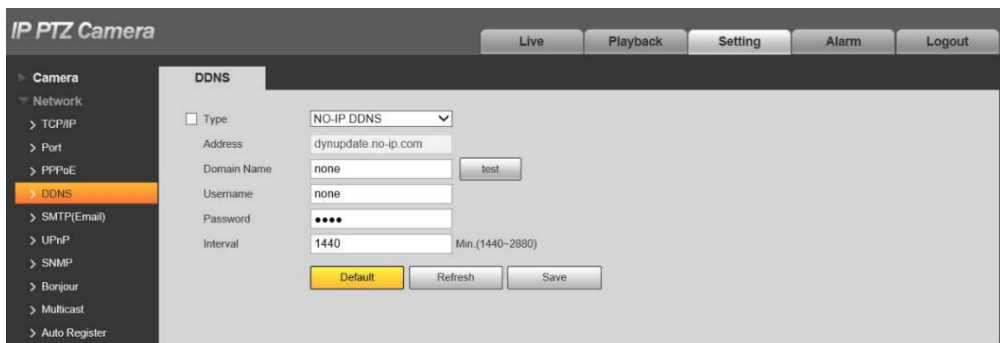 IP PTZ Camera
Live Playback Setting Alarm Logout
Camera
Network
> TCP/IP
> Port
> PPPoE
> DDNS
> SMTP(Email)
> UPnP
> SNMP
> Bonjour
> Multicast
> Auto Register
DDNS
Type NO-IP DDNS
Address dynupdate.no-ip.com
Domain Name none test
Username none
Password ••••
Interval 1440 Min.(1440~2880)
Default Refresh Save